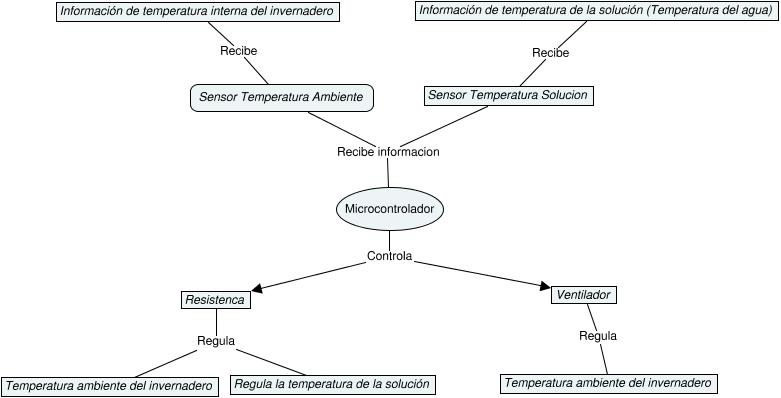 Información de temperatura interna del invernadero
Información de temperatura de la solución (Temperatura del agua)
Recibe
Recibe
Sensor Temperatura Ambiente
Sensor Temperatura Solucion
Recibe informacion
Microcontrolador
Controla
Resistenca
Ventilador
Regula
Regula
Temperatura ambiente del invernadero
Regula la temperatura de la solución
Temperatura ambiente del invernadero